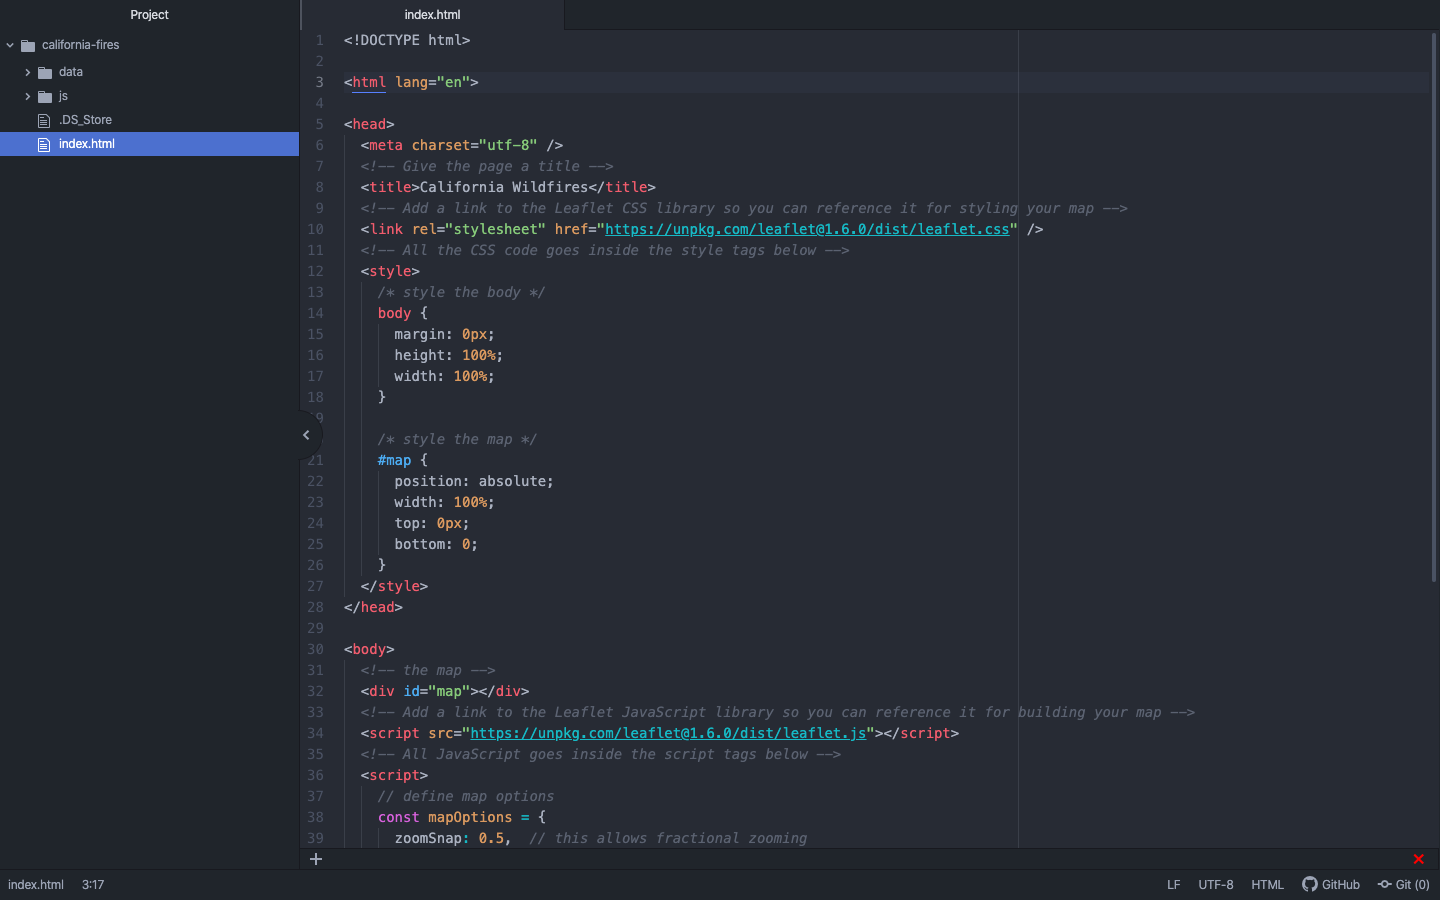 Project
index.html
california-fires
data
js
.DS_Store
index.html
1 <!DOCTYPE html>
2
3 <html lang="en">
4
5 <head>
6 <meta charset="utf-8" />
7 <!-- Give the page a title -->
8 <title>California Wildfires</title>
9 <!-- Add a link to the Leaflet CSS library so you can reference it for styling your map -->
10 <link rel="stylesheet" href="https://unpkg.com/leaflet@1.6.0/dist/leaflet.css" />
11 <!-- All the CSS code goes inside the style tags below -->
12 <style>
13 /* style the body */
14 body {
15 margin: 0px;
16 height: 100%;
17 width: 100%;
18 }
19
/* style the map */
21 #map {
22 position: absolute;
23 width: 100%;
24 top: 0px;
25 bottom: 0;
26 }
27 </style>
28 </head>
29
30 <body>
31 <!-- the map -->
32 <div id="map"></div>
33 <!-- Add a link to the Leaflet JavaScript library so you can reference it for building your map -->
34 <script src="https://unpkg.com/leaflet@1.6.0/dist/leaflet.js"></script>
35 <!-- All JavaScript goes inside the script tags below -->
36 <script>
37 // define map options
38 const mapOptions = {
39 zoomSnap: 0.5, // this allows fractional zooming
index.html 3:17 LF UTF-8 HTML GitHub Git (0)